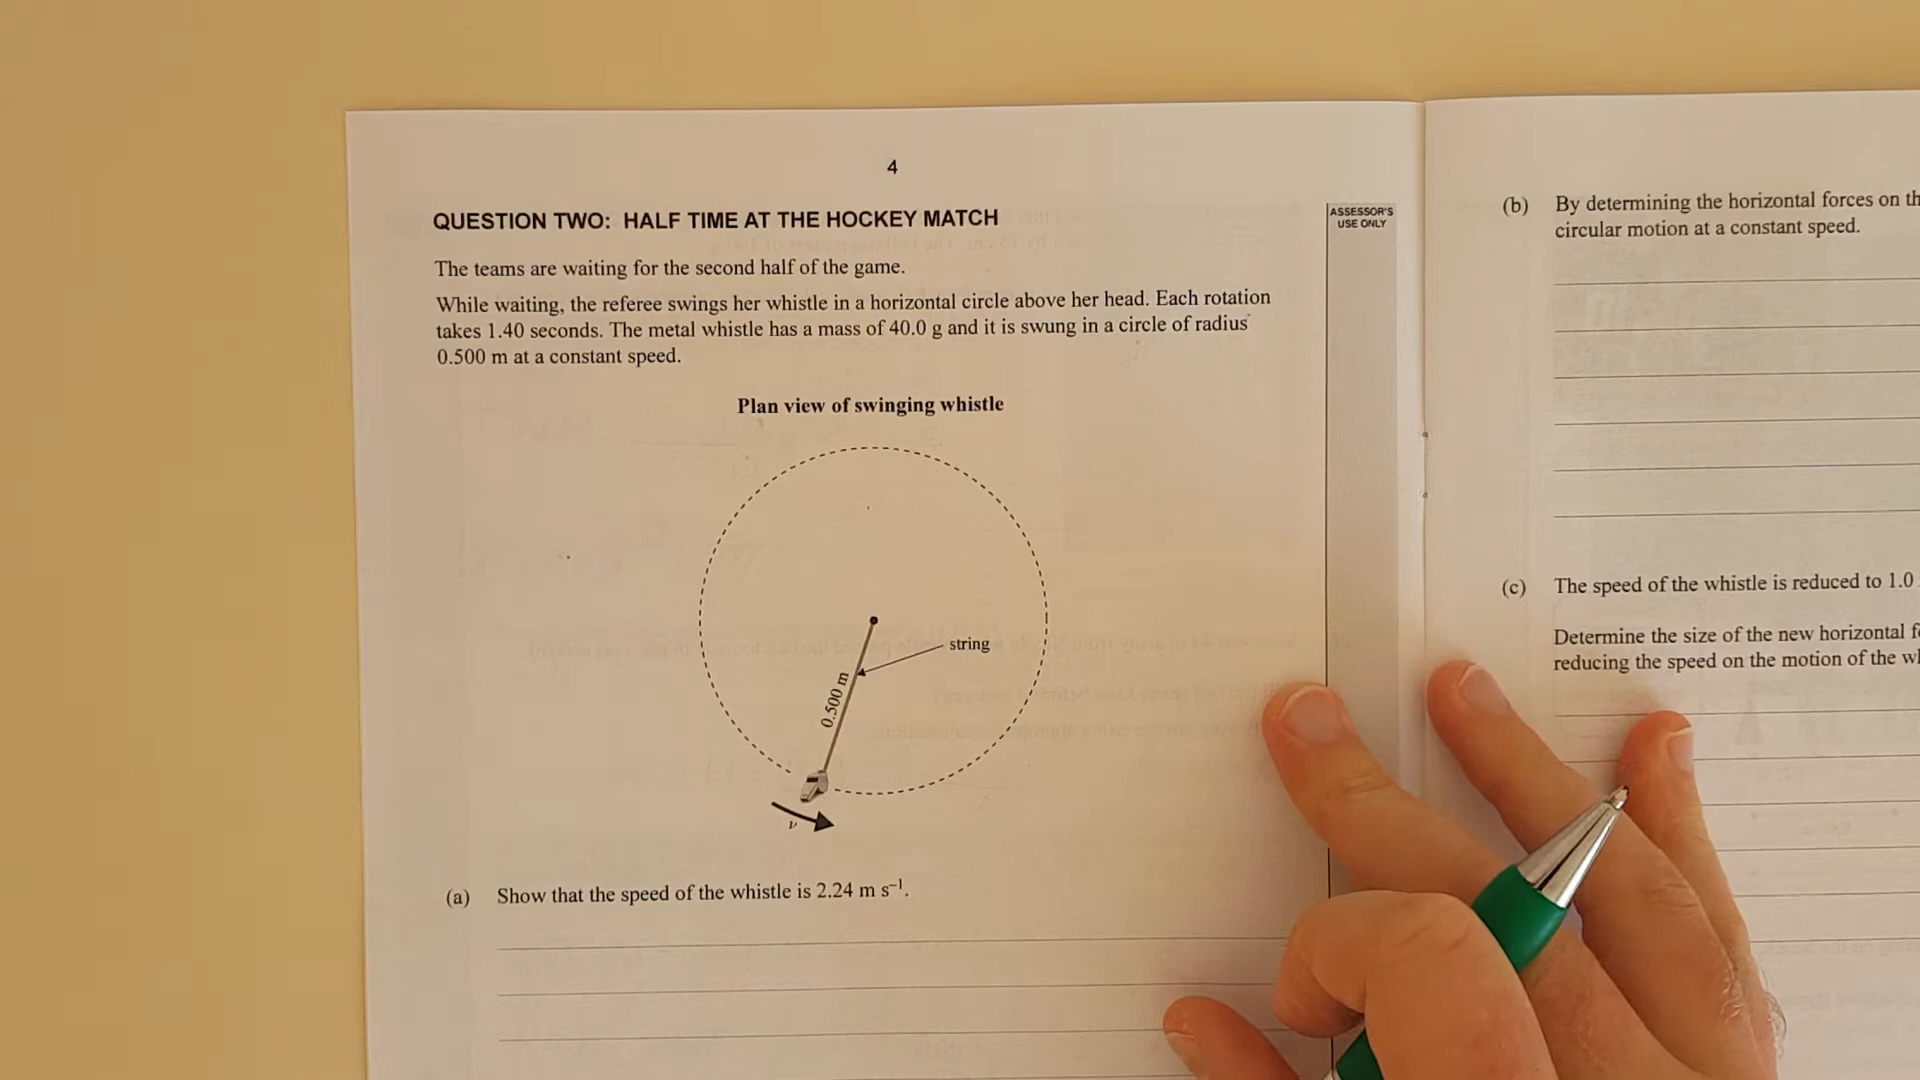 4
QUESTION TWO: HALF TIME AT THE HOCKEY MATCH
The teams are waiting for the second half of the game.
While waiting, the referee swings her whistle in a horizontal circle above her head. Each rotation
takes 1.40 seconds. The metal whistle has a mass of 40.0 g and it is swung in a circle of radius
0.500 m at a constant speed.
Plan view of swinging whistle
string
0.500 m
v
(a) Show that the speed of the whistle is 2.24 m s⁻¹.
ASSESSOR'S
USE ONLY
(b) By determining the horizontal forces on
circular motion at a constant speed.
(c) The speed of the whistle is reduced to 1.0
Determine the size of the new horizontal
reducing the speed on the motion of the